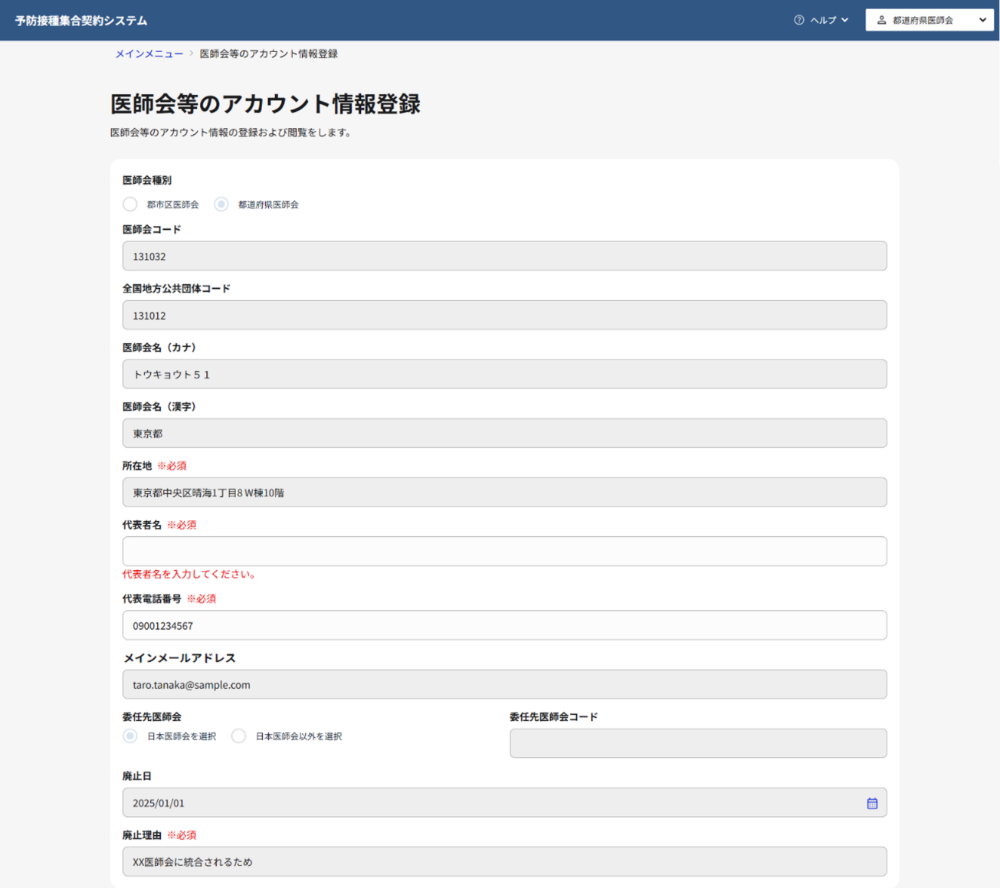 予防接種集合契約システム
ヘルプ
都道府県医師会
メインメニュー > 医師会等のアカウント情報登録
医師会等のアカウント情報登録
医師会等のアカウント情報の登録および閲覧をします。
医師会種別
郡市区医師会 都道府県医師会
医師会コード
131032
全国地方公共団体コード
131012
医師会名（カナ）
トウキョウト５１
医師会名（漢字）
東京都
所在地 ※必須
東京都中央区晴海1丁目8 W棟10階
代表者名 ※必須
代表者名を入力してください。
代表電話番号 ※必須
09001234567
メインメールアドレス
taro.tanaka@sample.com
委任先医師会
日本医師会を選択 日本医師会以外を選択
委任先医師会コード
廃止日
2025/01/01
廃止理由 ※必須
XX医師会に統合されるため